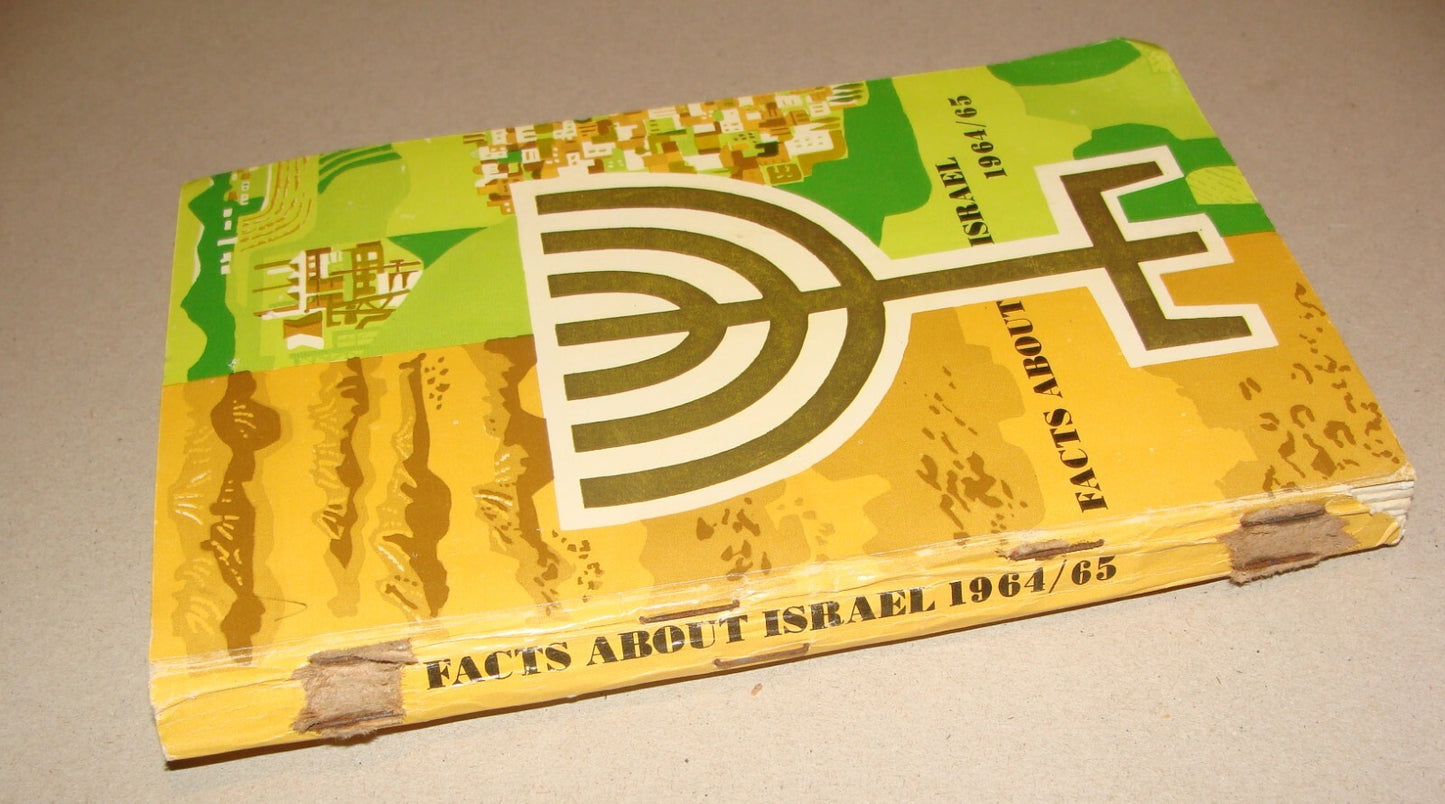 FACTS ABOUT ISRAEL
1964/65
FACTS ABOUT ISRAEL 1964/65